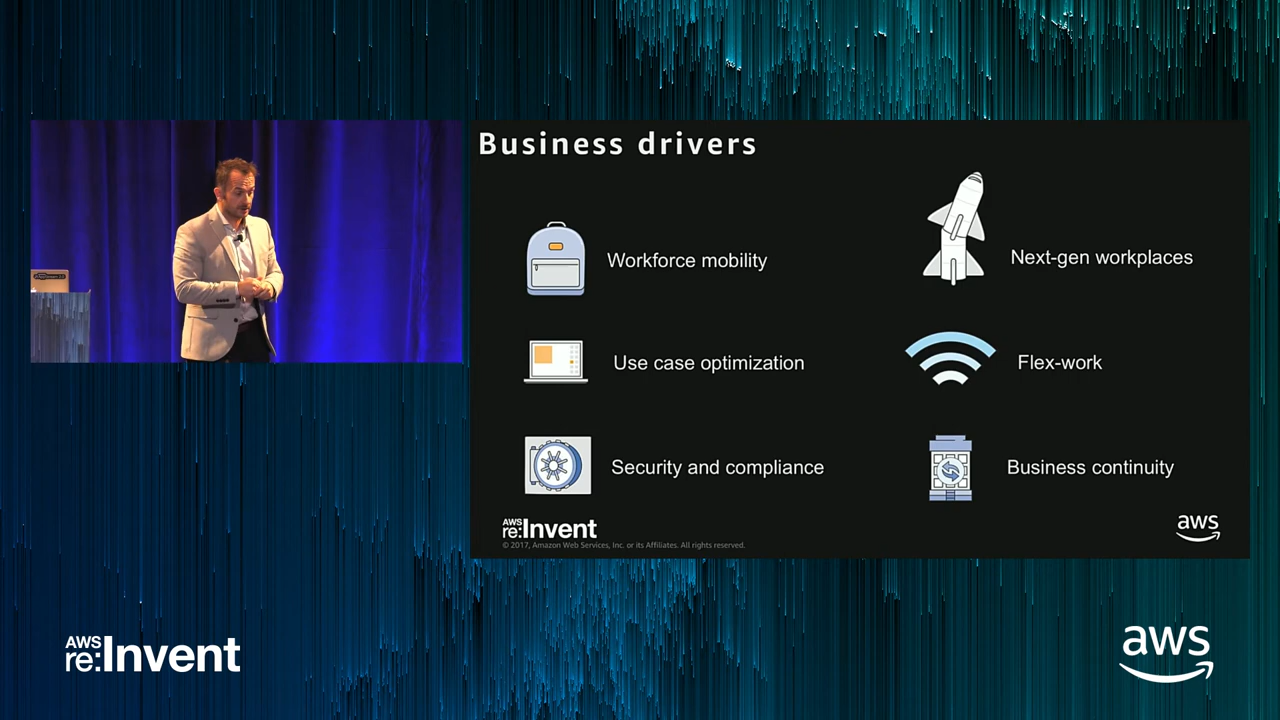 Business drivers
Workforce mobility
Next-gen workplaces
Use case optimization
Flex-work
Security and compliance
Business continuity
AWS
re:Invent
aws
© 2017, Amazon Web Services, Inc. or its Affiliates. All rights reserved.
AWS
re:Invent
aws